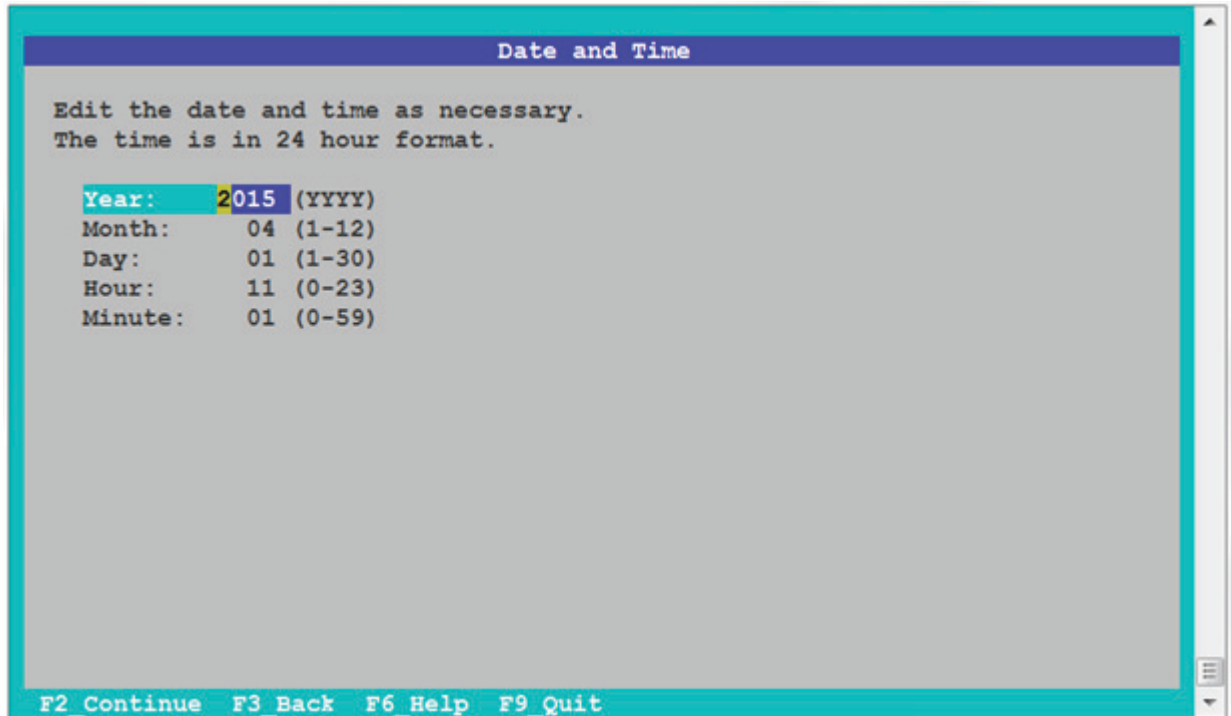 Date and Time
Edit the date and time as necessary.
The time is in 24 hour format.
Year: 2015 (YYYY)
Month: 04 (1-12)
Day: 01 (1-30)
Hour: 11 (0-23)
Minute: 01 (0-59)
F2_Continue F3_Back F6_Help F9_Quit